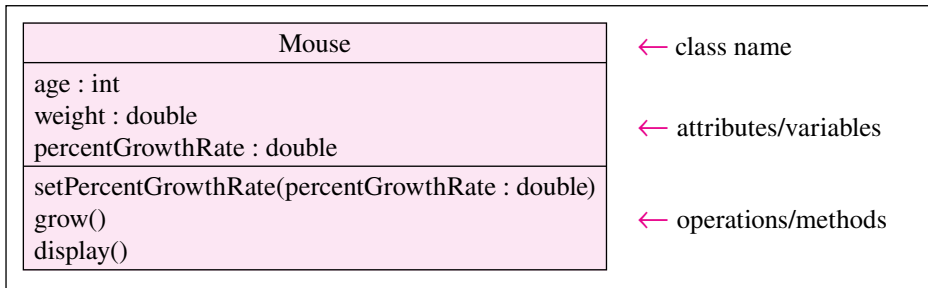 Mouse
← class name
age : int
weight : double
← attributes/variables
percentGrowthRate : double
setPercentGrowthRate(percentGrowthRate : double)
grow()
← operations/methods
display()